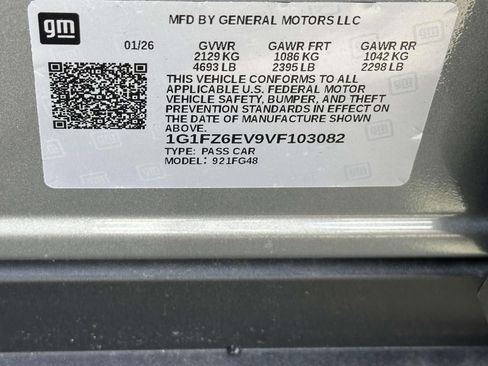 gm
MFD BY GENERAL MOTORS LLC
01/26 GVWR GAWR FRT GAWR RR
2129 KG 1086 KG 1042 KG
4693 LB 2395 LB 2298 LB
THIS VEHICLE CONFORMS TO ALL
APPLICABLE U.S. FEDERAL MOTOR
VEHICLE SAFETY, BUMPER, AND THEFT
PREVENTION STANDARDS IN EFFECT ON
THE DATE OF MANUFACTURE SHOWN
ABOVE.
1G1FZ6EV9VF103082
TYPE: PASS CAR
MODEL: 921FG48